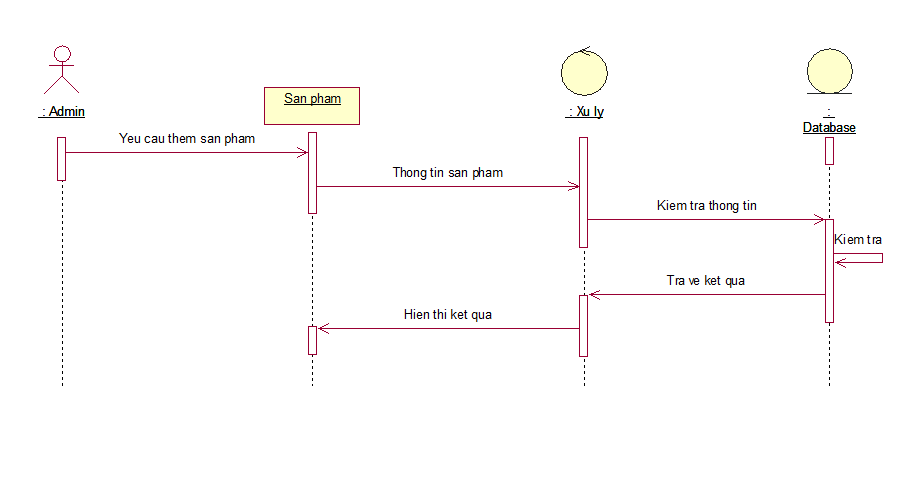 : Admin
San pham
: Xu ly
:
Database
Yeu cau them san pham
Thong tin san pham
Kiem tra thong tin
Kiem tra
Tra ve ket qua
Hien thi ket qua